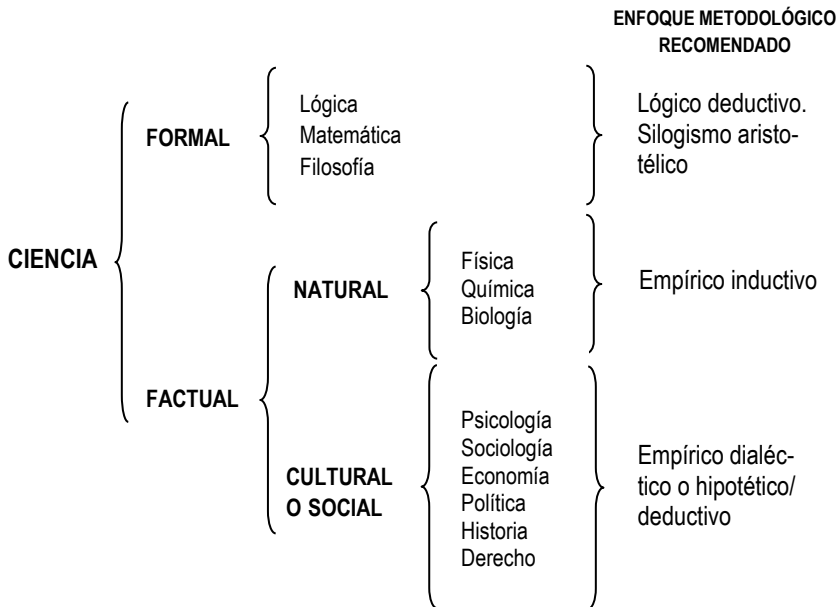 ENFOQUE METODOLÓGICO
RECOMENDADO
CIENCIA
FORMAL
Lógica
Matemática
Filosofía
Lógico deductivo.
Silogismo aristo-
télico
FACTUAL
NATURAL
Física
Química
Biología
Empírico inductivo
CULTURAL
O SOCIAL
Psicología
Sociología
Economía
Política
Historia
Derecho
Empírico dialéc-
tico o hipotético/
deductivo